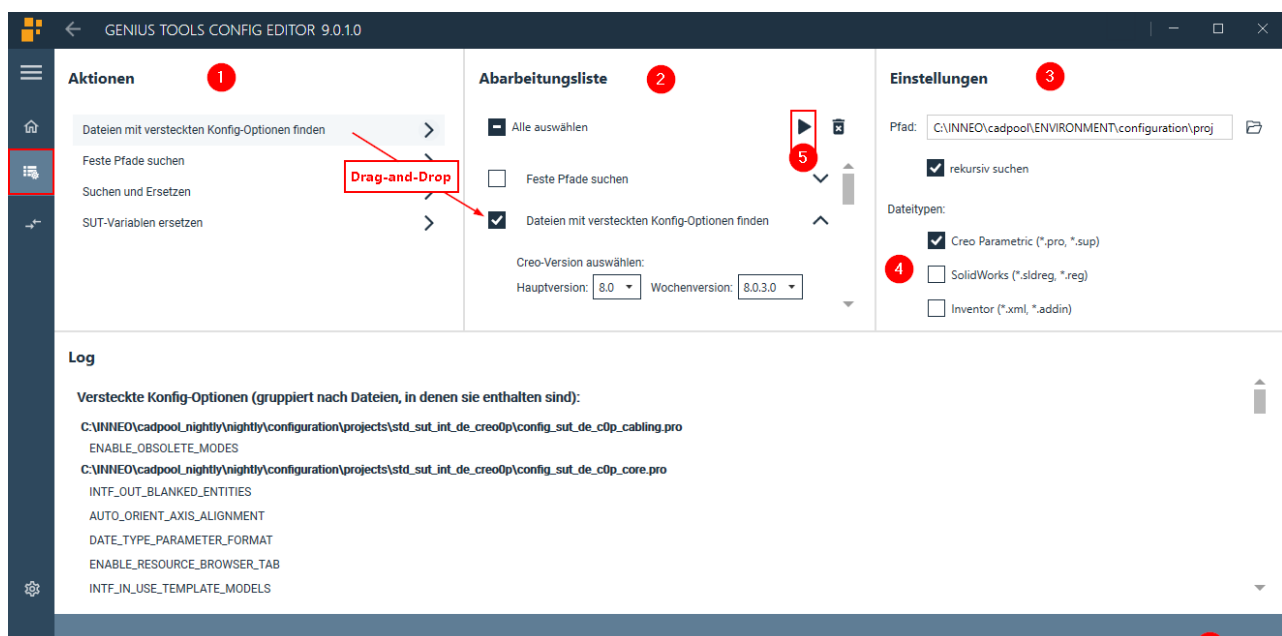 GENIUS TOOLS CONFIG EDITOR 9.0.1.0
Aktionen
1
Dateien mit versteckten Konfig-Optionen finden
Feste Pfade suchen
Suchen und Ersetzen
SUT-Variablen ersetzen
Drag-and-Drop
Abarbeitungsliste
2
Alle auswählen
5
Feste Pfade suchen
Dateien mit versteckten Konfig-Optionen finden
Creo-Version auswählen:
Hauptversion: 8.0 Wochenversion: 8.0.3.0
Einstellungen
3
Pfad: C:\INNEO\cadpool\ENVIRONMENT\configuration\proj
rekursiv suchen
Dateitypen:
Creo Parametric (*.pro, *.sup)
4
SolidWorks (*.sldreg, *.reg)
Inventor (*.xml, *.addin)
Log
Versteckte Konfig-Optionen (gruppiert nach Dateien, in denen sie enthalten sind):
C:\INNEO\cadpool_nightly\nightly\configuration\projects\std_sut_int_de_creo0p\config_sut_de_c0p_cabling.pro
ENABLE_OBSOLETE_MODES
C:\INNEO\cadpool_nightly\nightly\configuration\projects\std_sut_int_de_creo0p\config_sut_de_c0p_core.pro
INTF_OUT_BLANKED_ENTITIES
AUTO_ORIENT_AXIS_ALIGNMENT
DATE_TYPE_PARAMETER_FORMAT
ENABLE_RESOURCE_BROWSER_TAB
INTF_IN_USE_TEMPLATE_MODELS